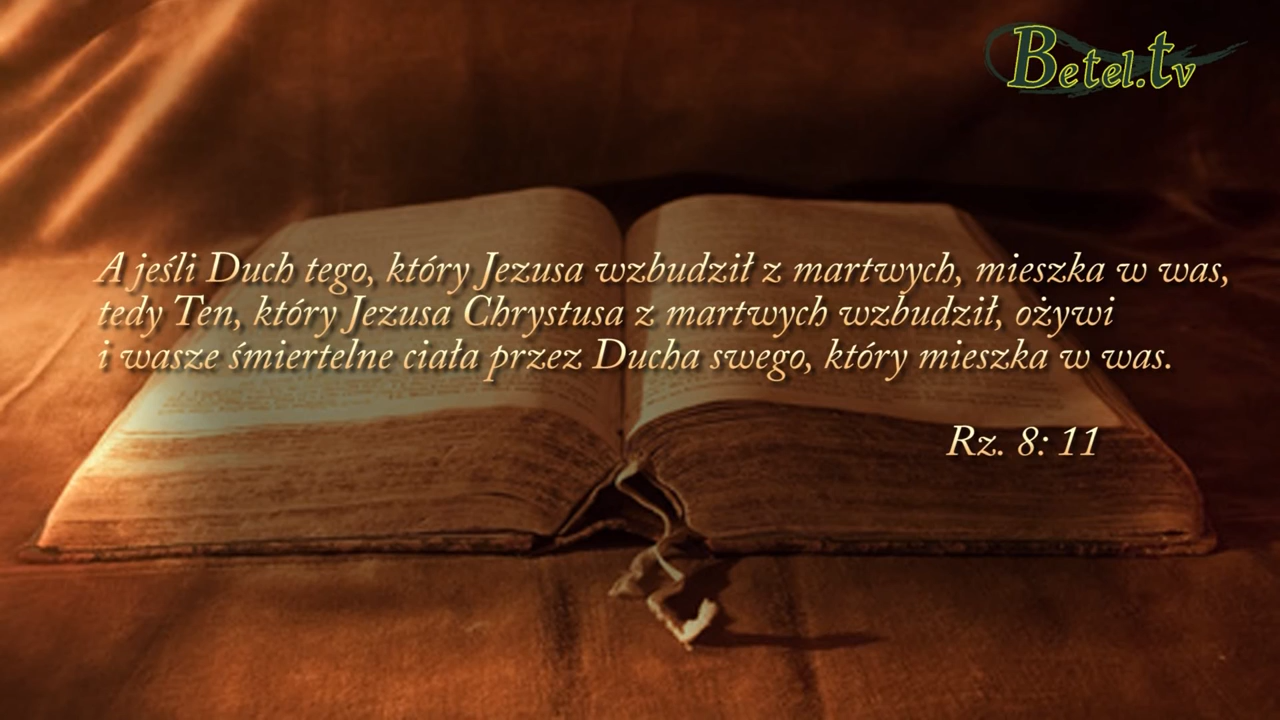 Betel.tv
A jeśli Duch tego, który Jezusa wzbudził z martwych, mieszka w was,
tedy Ten, który Jezusa Chrystusa z martwych wzbudził, ożywi
i wasze śmiertelne ciała przez Ducha swego, który mieszka w was.
Rz. 8: 11